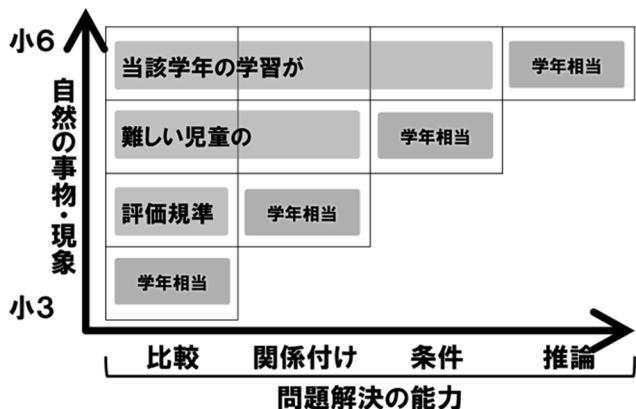 小6
当該学年の学習が
学年相当
難しい児童の
学年相当
評価規準
学年相当
学年相当
小3
自然の事物・現象
比較
関係付け
条件
推論
問題解決の能力